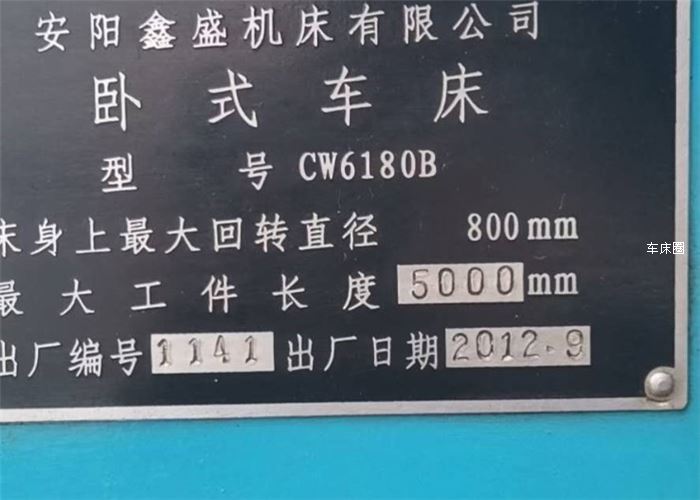 安阳鑫盛机床有限公司
卧式车床
型 号 CW6180B
床身上最大回转直径 800mm
最大工件长度 5000mm
出厂编号 1141 出厂日期 2012.9
车床圈